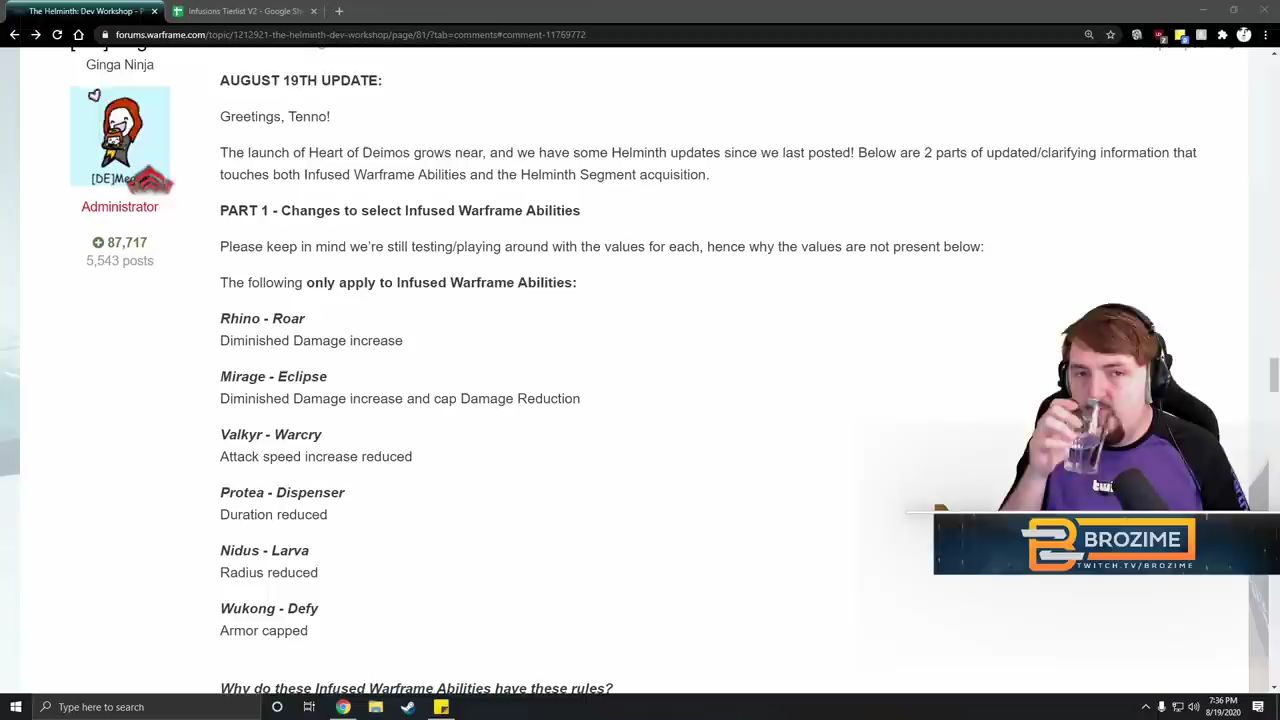 The Helminth: Dev Workshop - P
Infusions Tierlist V2 - Google Sh
forums.warframe.com/topic/1212921-the-helminth-dev-workshop/page/81/?tab=comments#comment-11769772
Ginga Ninja
[DE]Meg
Administrator
87,717
5,543 posts
AUGUST 19TH UPDATE:
Greetings, Tenno!
The launch of Heart of Deimos grows near, and we have some Helminth updates since we last posted! Below are 2 parts of updated/clarifying information that
touches both Infused Warframe Abilities and the Helminth Segment acquisition.
PART 1 - Changes to select Infused Warframe Abilities
Please keep in mind we're still testing/playing around with the values for each, hence why the values are not present below:
The following only apply to Infused Warframe Abilities:
Rhino - Roar
Diminished Damage increase
Mirage - Eclipse
Diminished Damage increase and cap Damage Reduction
Valkyr - Warcry
Attack speed increase reduced
Protea - Dispenser
Duration reduced
Nidus - Larva
Radius reduced
Wukong - Defy
Armor capped
Why do these Infused Warframe Abilities have these rules?
BROZIME
TWITCH.TV/BROZIME
Type here to search
7:36 PM
8/19/2020